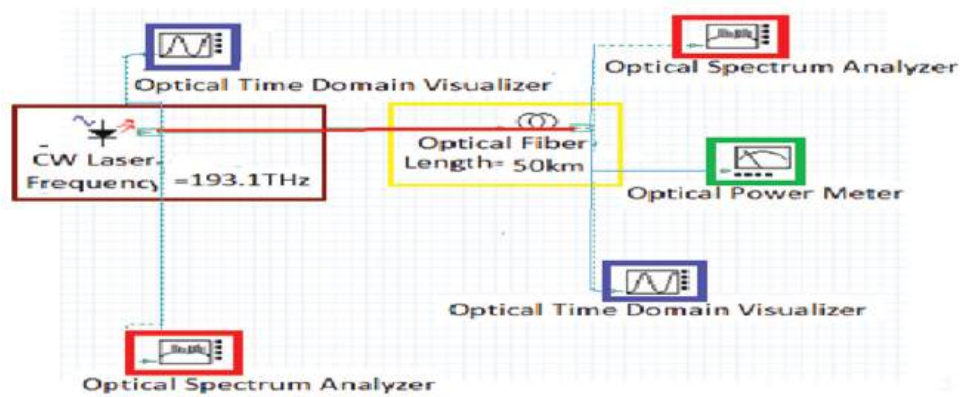 Optical Spectrum Analyzer
Optical Time Domain Visualizer
CW Laser
Frequency =193.1THz
Optical Fiber
Length= 50km
Optical Power Meter
Optical Time Domain Visualizer
Optical Spectrum Analyzer